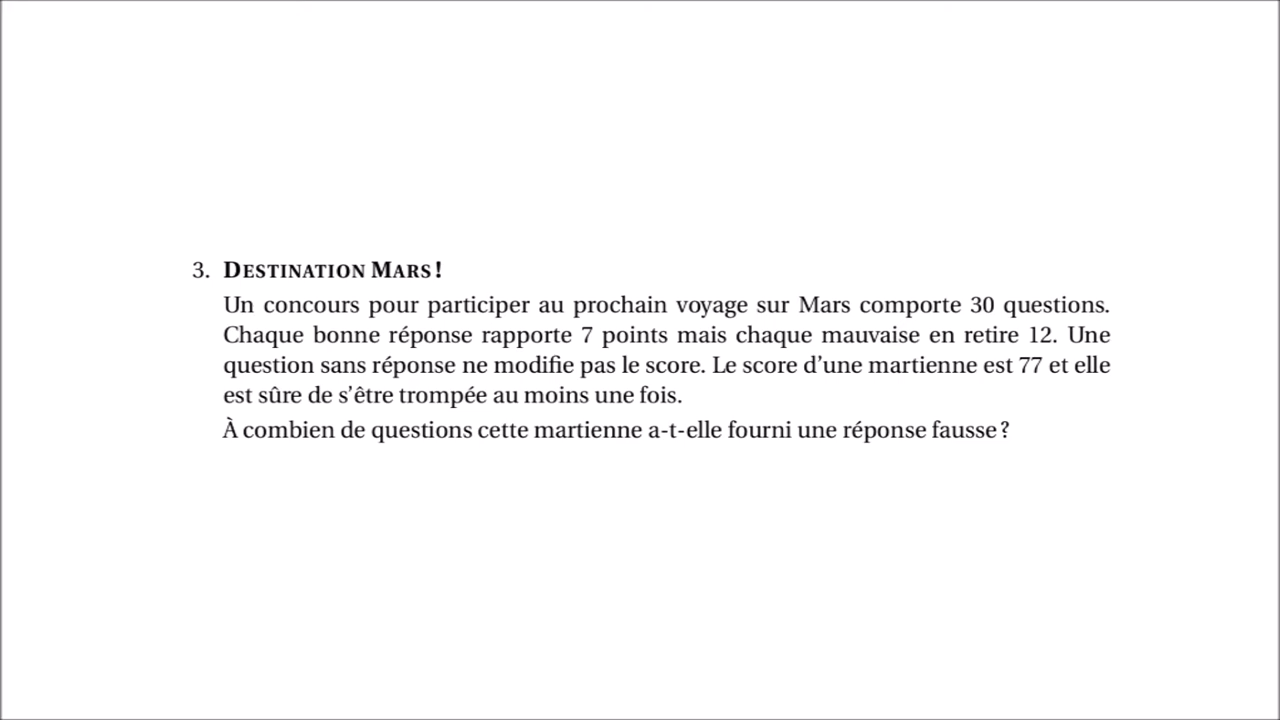 3. DESTINATION MARS !
Un concours pour participer au prochain voyage sur Mars comporte 30 questions.
Chaque bonne réponse rapporte 7 points mais chaque mauvaise en retire 12. Une
question sans réponse ne modifie pas le score. Le score d’une martienne est 77 et elle
est sûre de s’être trompée au moins une fois.
À combien de questions cette martienne a-t-elle fourni une réponse fausse ?